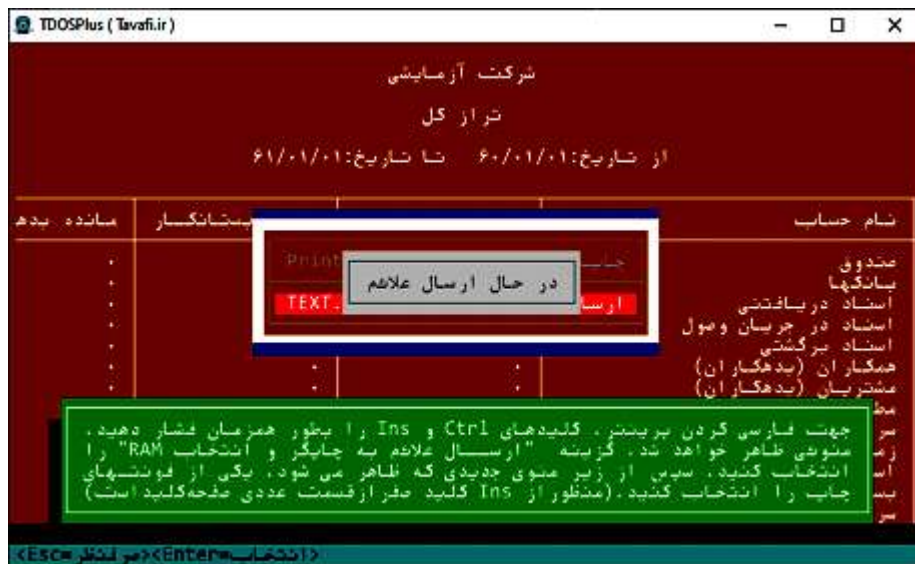 TDOSPlus ( Tavafi.ir )
شرکت آزمایشی
تراز کل
از تاریخ:۶۰/۰۱/۰۱ تا تاریخ:۶۱/۰۱/۰۱
نام حساب بستانکار مانده بده
صندوق
بانکها
اسناد دریافتنی
اسناد در جریان وصول
اسناد برگشتی
همکاران (بدهکاران)
مشتریان (بدهکاران)
Print
در حال ارسال علائم
ارسا TEXT.
جهت فارسی کردن پرینتر، کلیدهای Ctrl و Ins را بطور همزمان فشار دهید.
منوئی ظاهر خواهد شد. گزینه "ارسال علائم به چاپگر و انتخاب RAM" را
انتخاب کنید. سپس از زیر منوی جدیدی که ظاهر می شود، یکی از فونتهای
چاپ را انتخاب کنید.(منظور از Ins کلید صفر از قسمت عددی صفحه‌کلید است)
<انتخاب=Enter><صرفنظر=Esc>